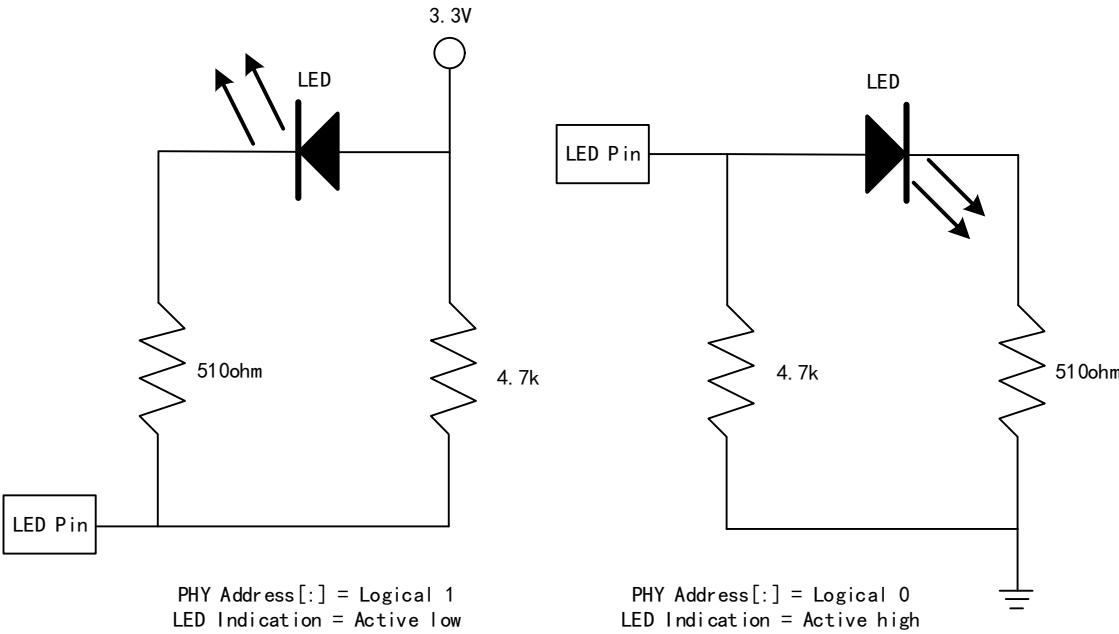 3.3V
LED
LED
LED Pin
510ohm
4.7k
4.7k
510ohm
LED Pin
PHY Address[:] = Logical 1
LED Indication = Active low
PHY Address[:] = Logical 0
LED Indication = Active high